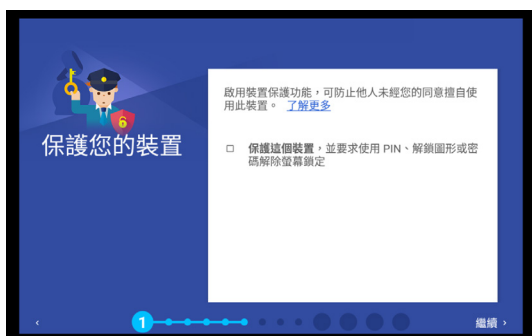 保護您的裝置
啟用裝置保護功能，可防止他人未經您的同意擅自使
用此裝置。 了解更多
保護這個裝置，並要求使用 PIN、解鎖圖形或密
碼解除螢幕鎖定
1
繼續